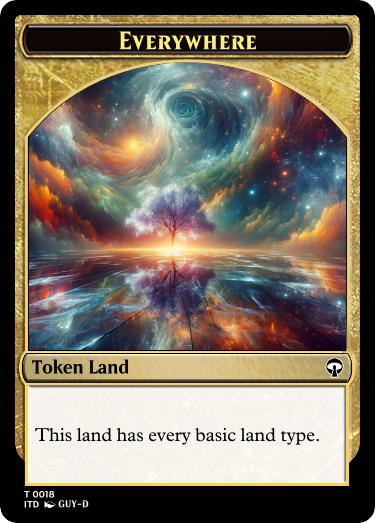 Everywhere
Token Land
This land has every basic land type.
T 0018
ITD GUY-D